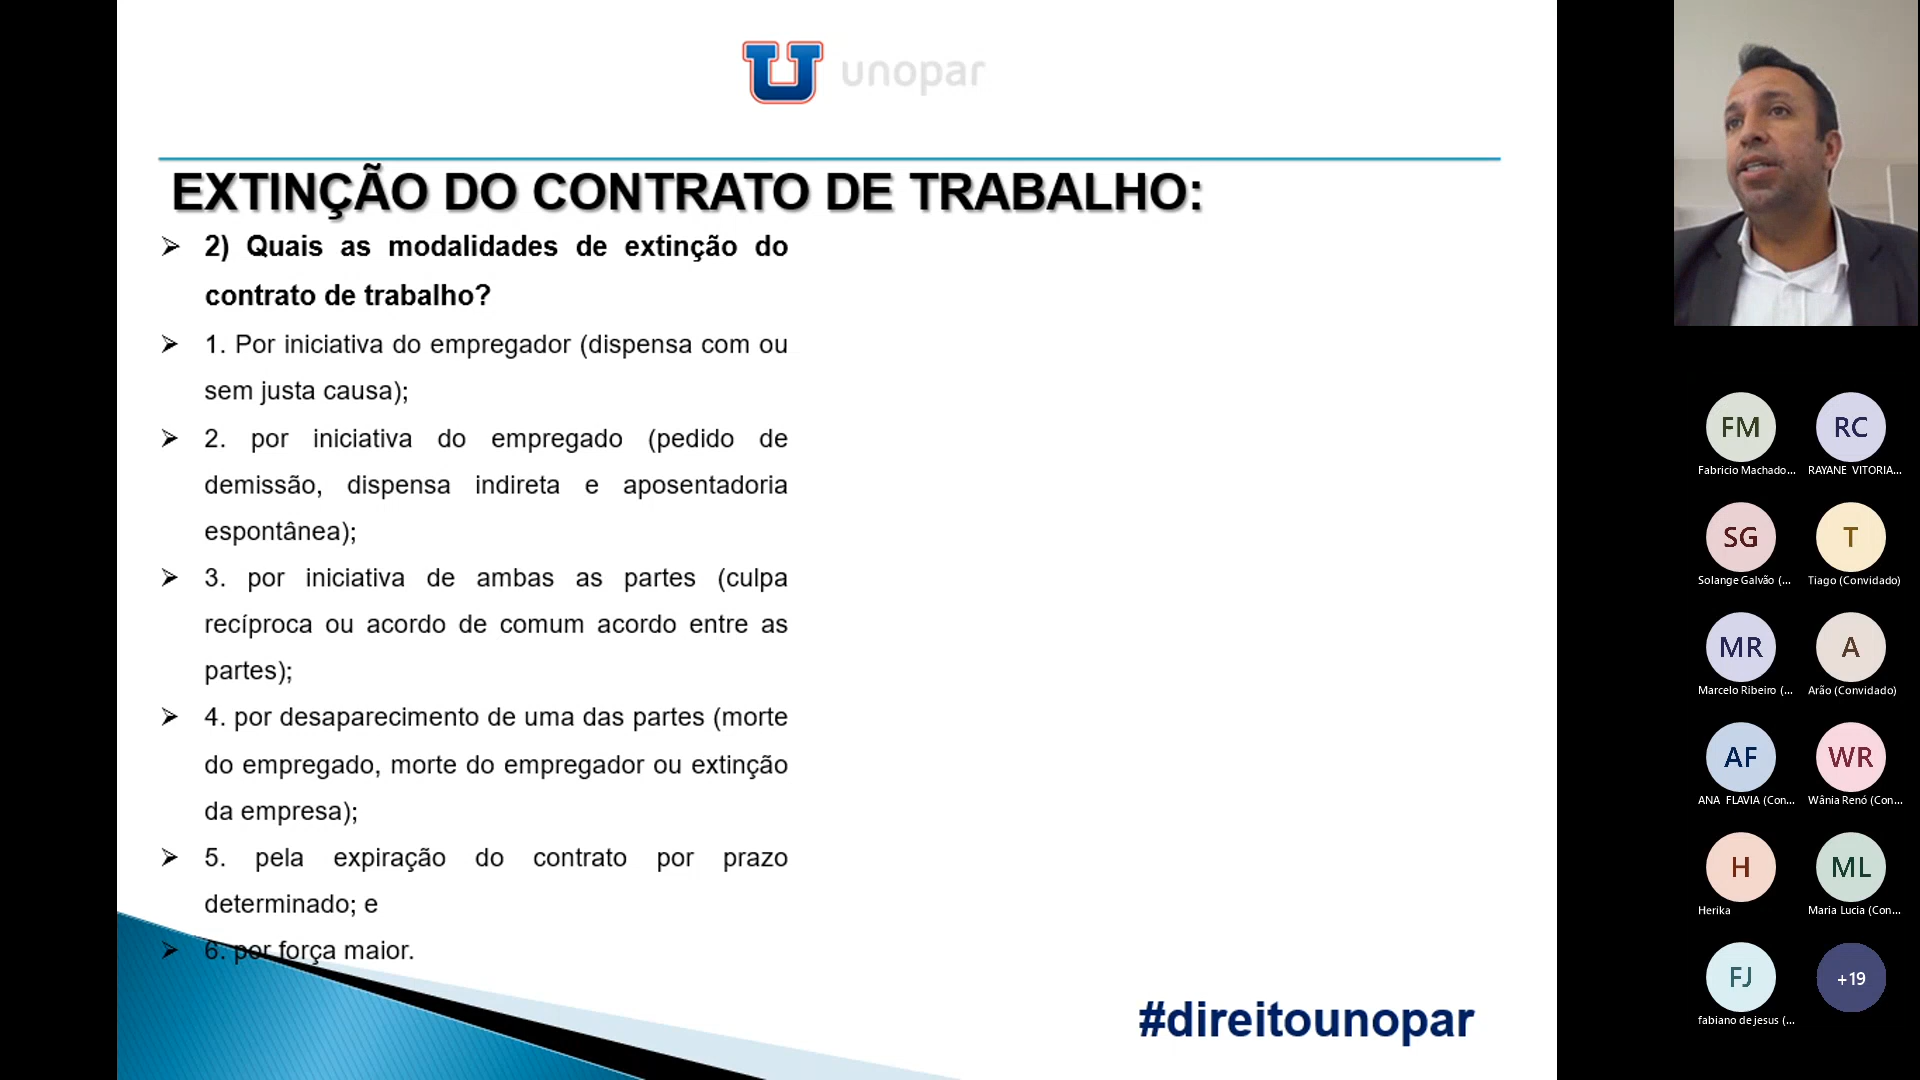 unopar
EXTINÇÃO DO CONTRATO DE TRABALHO:
2) Quais as modalidades de extinção do
contrato de trabalho?
1. Por iniciativa do empregador (dispensa com ou
sem justa causa);
2. por iniciativa do empregado (pedido de
demissão, dispensa indireta e aposentadoria
espontânea);
3. por iniciativa de ambas as partes (culpa
recíproca ou acordo de comum acordo entre as
partes);
4. por desaparecimento de uma das partes (morte
do empregado, morte do empregador ou extinção
da empresa);
5. pela expiração do contrato por prazo
determinado; e
6. por força maior.
#direitounopar
FM RC
Fabricio Machado... RAYANE VITORIA...
SG T
Solange Galvão (... Tiago (Convidado)
MR A
Marcelo Ribeiro (... Arão (Convidado)
AF WR
ANA FLAVIA (Con... Wânia Renó (Con...
H ML
Herika Maria Lucia (Con...
FJ +19
fabiano de jesus (...